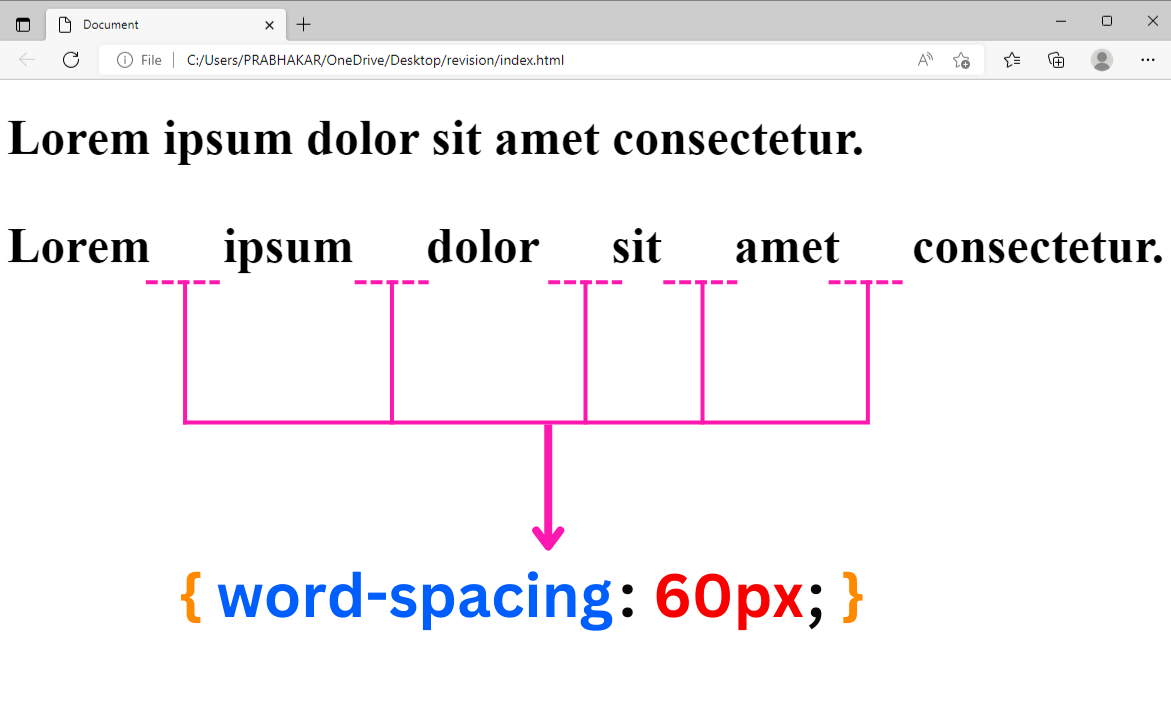 Document
File | C:/Users/PRABHAKAR/OneDrive/Desktop/revision/index.html
Lorem ipsum dolor sit amet consectetur.
Lorem ipsum dolor sit amet consectetur.
{ word-spacing: 60px; }